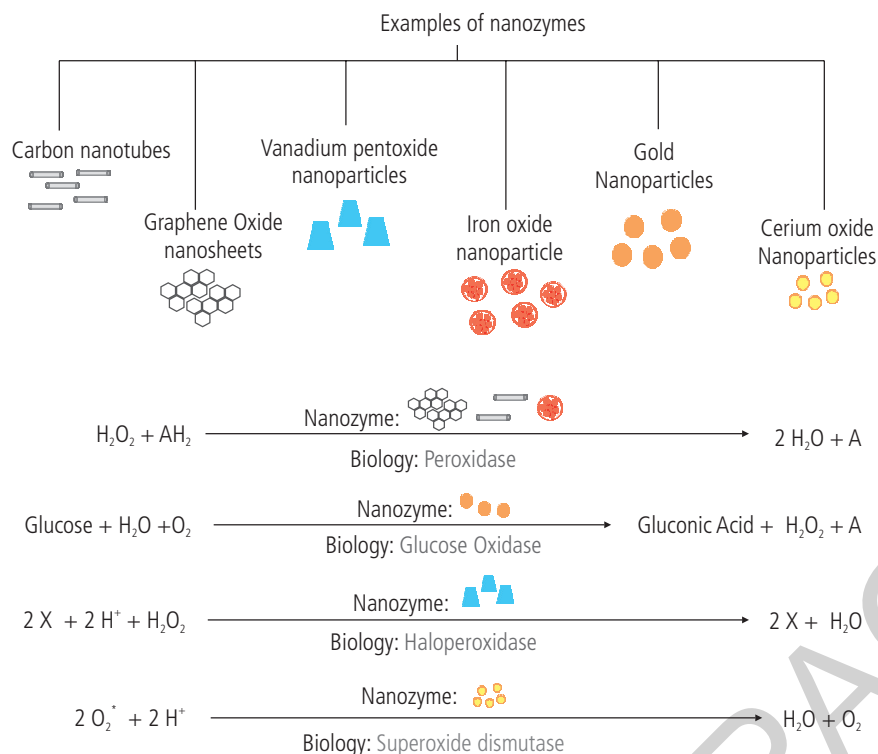 Examples of nanozymes
Carbon nanotubes
Graphene Oxide
nanosheets
Vanadium pentoxide
nanoparticles
Iron oxide
nanoparticle
Gold
Nanoparticles
Cerium oxide
Nanoparticles
H₂O₂ + AH₂
Nanozyme:
Biology: Peroxidase
2 H₂O + A
Glucose + H₂O +O₂
Nanozyme:
Biology: Glucose Oxidase
Gluconic Acid + H₂O₂ + A
2 X + 2 H⁺ + H₂O₂
Nanozyme:
Biology: Haloperoxidase
2 X + H₂O
2 O₂* + 2 H⁺
Nanozyme:
Biology: Superoxide dismutase
H₂O + O₂